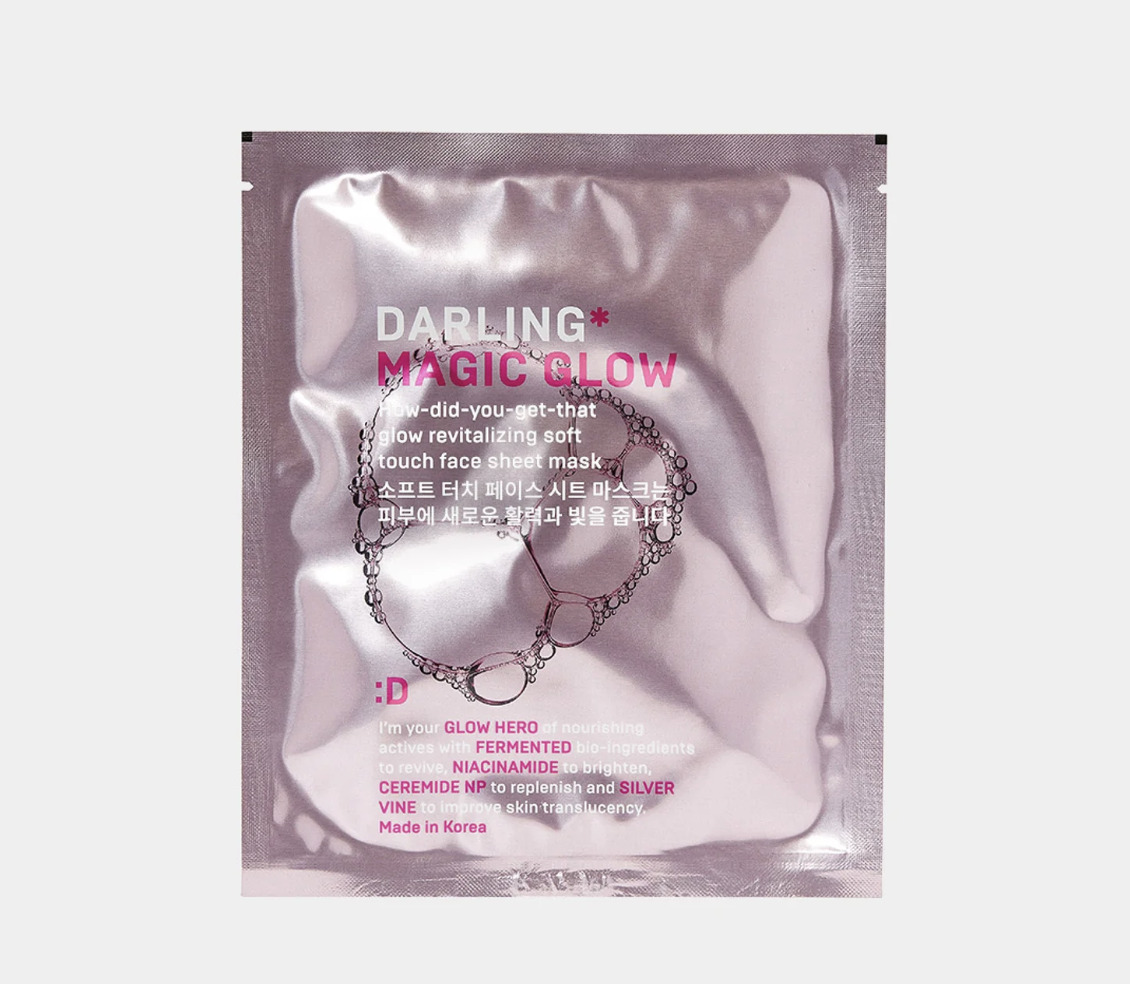 DARLING*
MAGIC GLOW
How-did-you-get-that
glow revitalizing soft
touch face sheet mask
소프트 터치 페이스 시트 마스크는
피부에 새로운 활력과 빛을 줍니다
:D
I'm your GLOW HERO of nourishing
actives with FERMENTED bio-ingredients
to revive, NIACINAMIDE to brighten,
CEREMIDE NP to replenish and SILVER
VINE to improve skin translucency.
Made in Korea